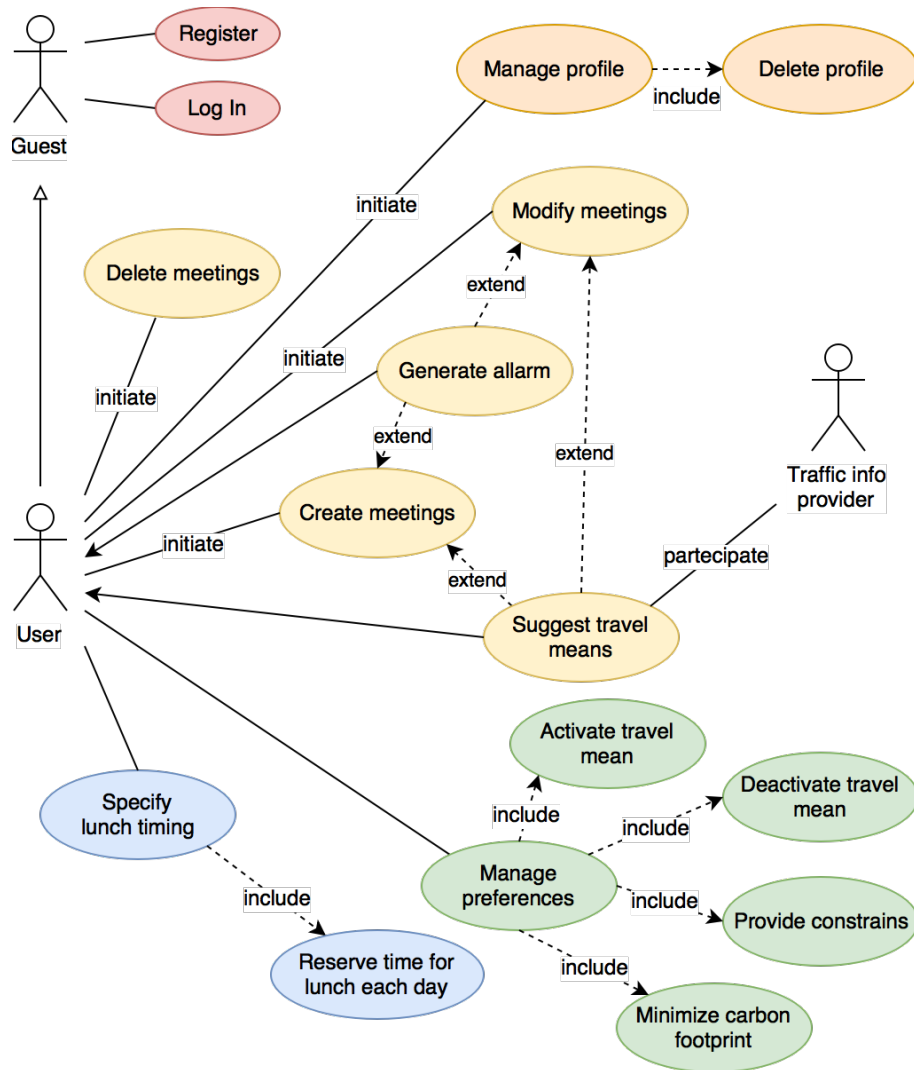 Register
Manage profile
Delete profile
include
Log In
Guest
initiate
Modify meetings
Delete meetings
extend
initiate
Generate allarm
initiate
extend
extend
Traffic info
provider
Create meetings
initiate
partecipate
extend
User
Suggest travel
means
Activate travel
mean
Deactivate travel
mean
Specify
lunch timing
include
include
Manage
preferences
include
include
Provide constrains
Reserve time for
lunch each day
include
Minimize carbon
footprint